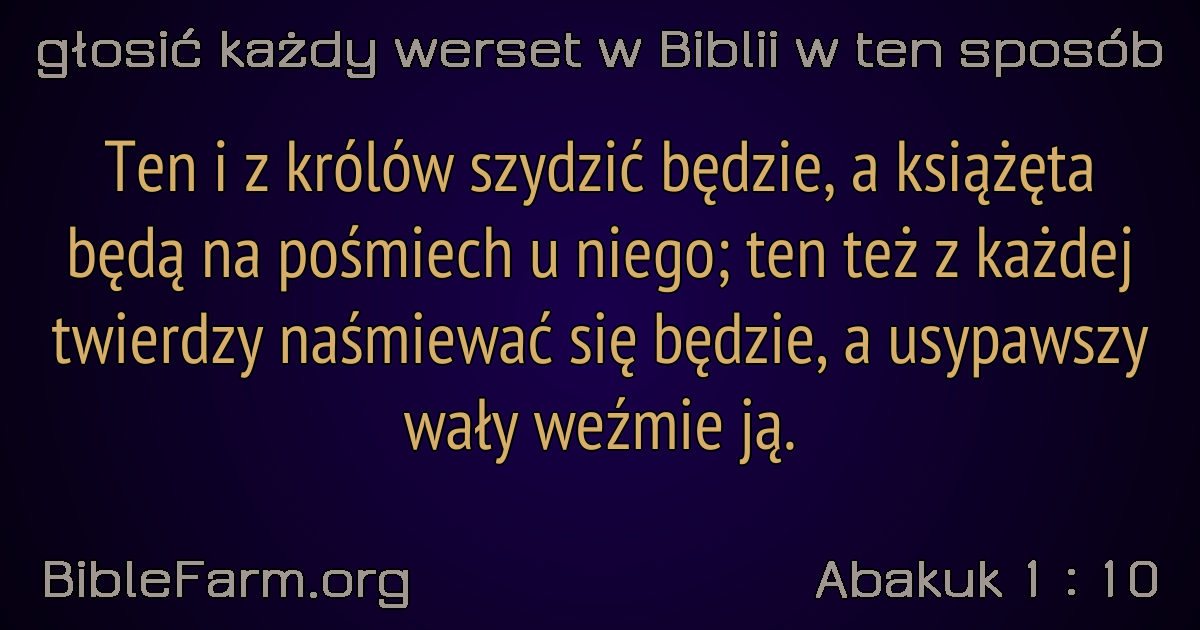 głosić każdy werset w Biblii w ten sposób
Ten i z królów szydzić będzie, a książęta
będą na pośmiech u niego; ten też z każdej
twierdzy naśmiewać się będzie, a usypawszy
wały weźmie ją.
BibleFarm.org
Abakuk 1 : 10